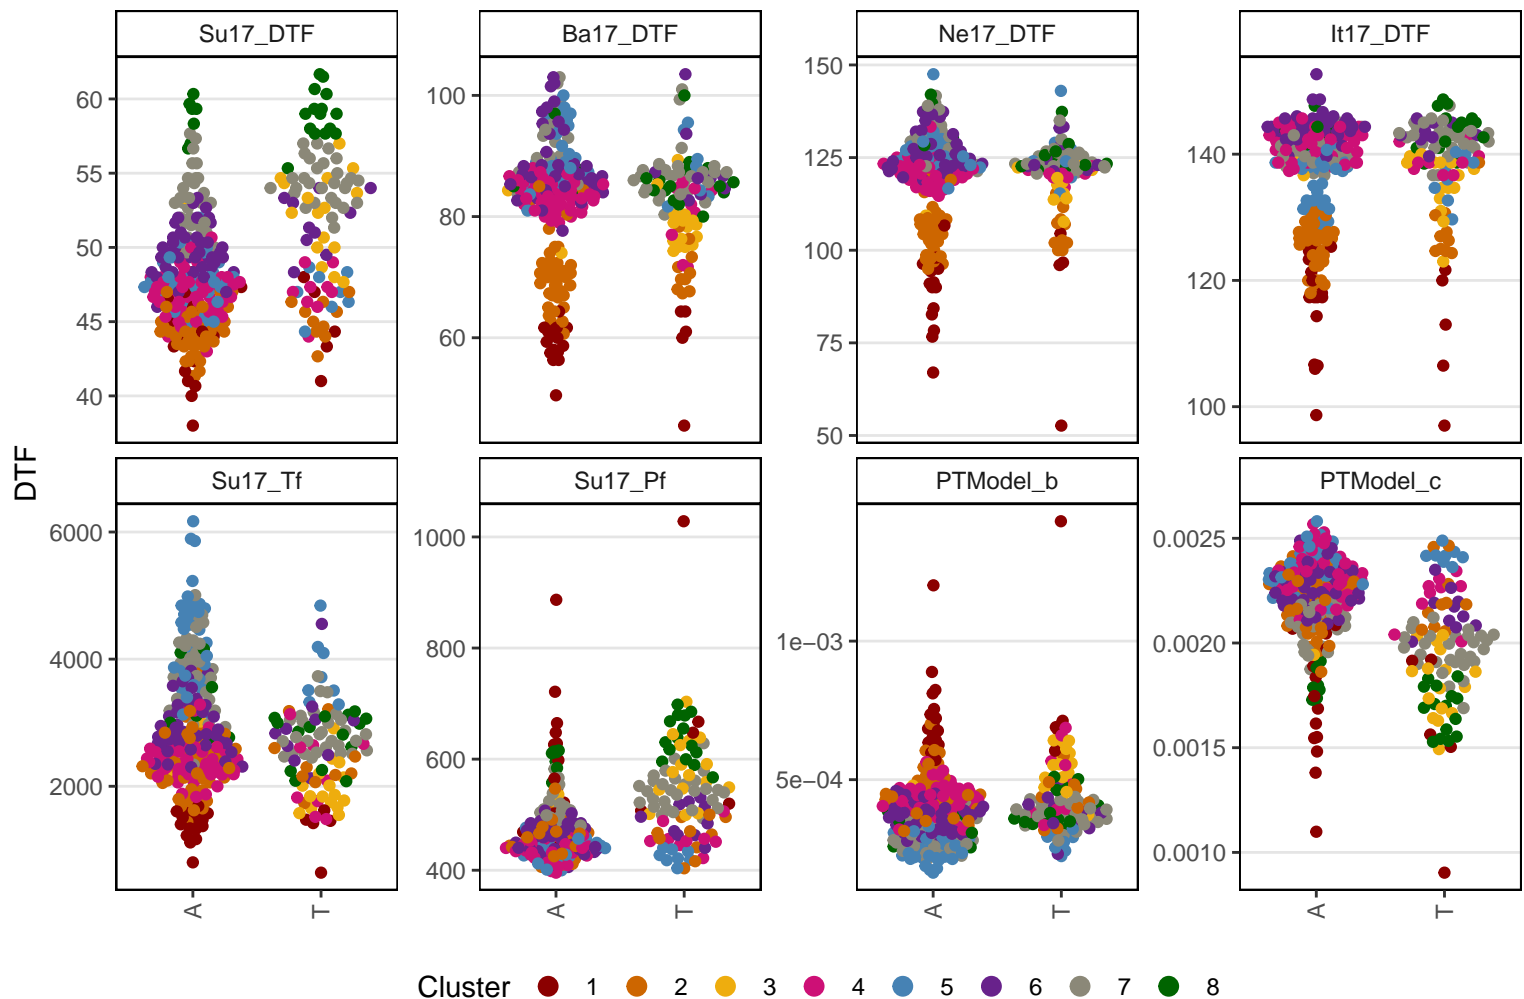 Su17_DTF
Ba17_DTF
Ne17_DTF
It17_DTF
60
55
50
45
40
100
80
60
150
125
100
75
50
140
120
100
DTF
Su17_Tf
Su17_Pf
PTModel_b
PTModel_c
6000
4000
2000
1000
800
600
400
1e−03
5e−04
0.0025
0.0020
0.0015
0.0010
A
T
A
T
A
T
A
T
Cluster 1 2 3 4 5 6 7 8